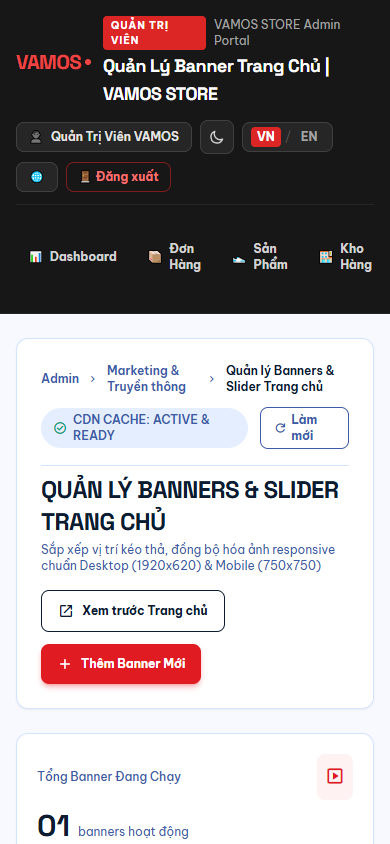 VAMOS
QUẢN TRỊ
VIÊN
VAMOS STORE Admin
Portal
Quản Lý Banner Trang Chủ |
VAMOS STORE
Quản Trị Viên VAMOS
VN / EN
Đăng xuất
Dashboard
Đơn
Hàng
Sản
Phẩm
Kho
Hàng
Admin
Marketing &
Truyền thông
Quản lý Banners &
Slider Trang chủ
CDN CACHE: ACTIVE &
READY
Làm
mới
QUẢN LÝ BANNERS & SLIDER
TRANG CHỦ
Sắp xếp vị trí kéo thả, đồng bộ hóa ảnh responsive
chuẩn Desktop (1920x620) & Mobile (750x750)
Xem trước Trang chủ
Thêm Banner Mới
Tổng Banner Đang Chạy
01 banners hoạt động